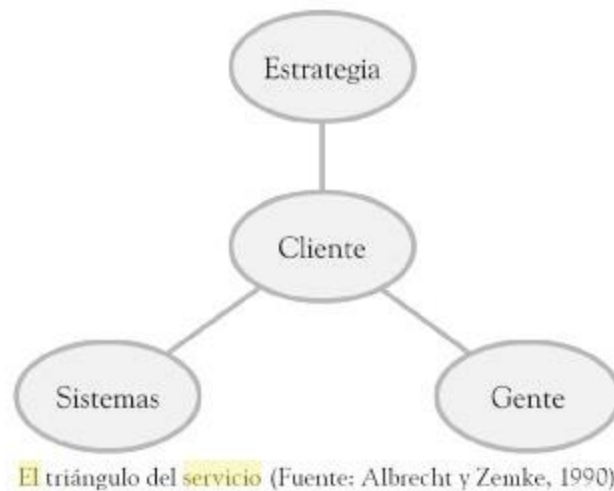 Estrategia
Cliente
Sistemas
Gente
El triángulo del servicio (Fuente: Albrecht y Zemke, 1990)